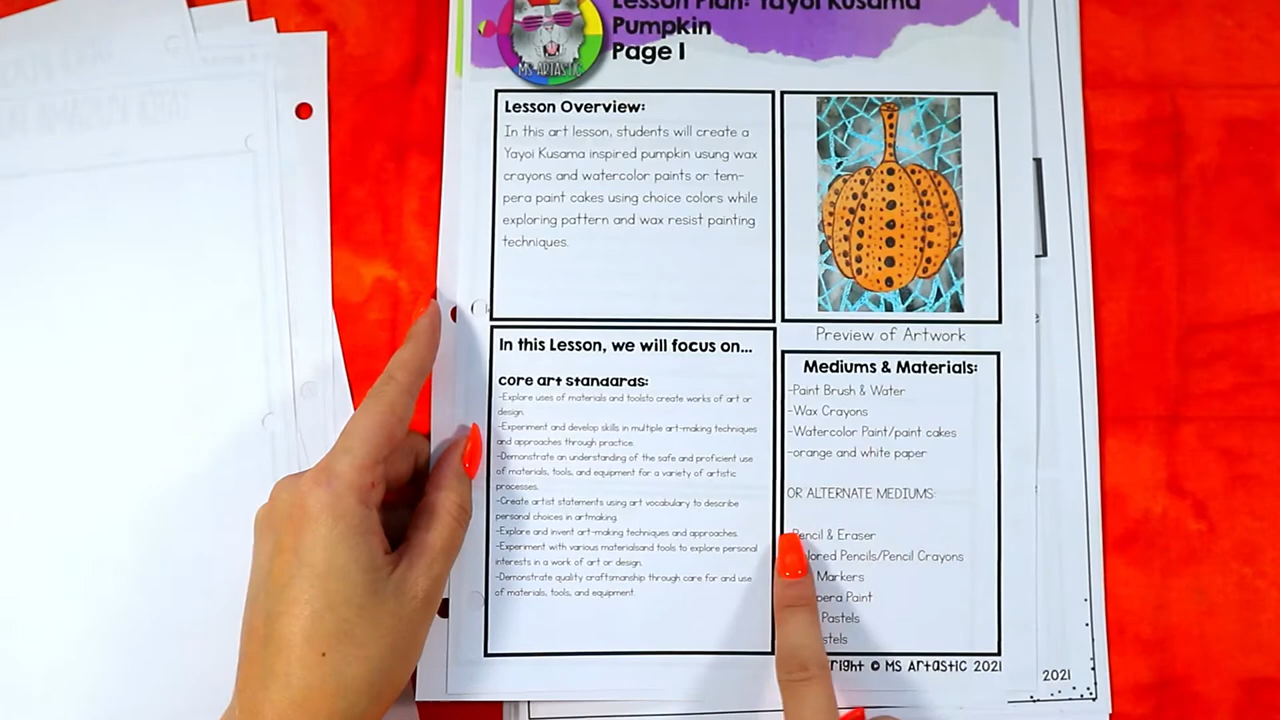 Lesson Plan: Yayoi Kusama
Pumpkin
Page 1
MS ARTASTIC
Lesson Overview:
In this art lesson, students will create a
Yayoi Kusama inspired pumpkin usung wax
crayons and watercolor paints or tem-
pera paint cakes using choice colors while
exploring pattern and wax resist painting
techniques.
Preview of Artwork
In this Lesson, we will focus on...
core art standards:
-Explore uses of materials and toolsto create works of art or
design.
-Experiment and develop skills in multiple art-making techniques
and approaches through practice.
-Demonstrate an understanding of the safe and proficient use
of materials, tools, and equipment for a variety of artistic
processes.
-Create artist statements using art vocabulary to describe
personal choices in artmaking.
-Explore and invent art-making techniques and approaches.
-Experiment with various materialsand tools to explore personal
interests in a work of art or design.
-Demonstrate quality craftsmanship through care for and use
of materials, tools, and equipment.
Mediums & Materials:
-Paint Brush & Water
-Wax Crayons
-Watercolor Paint/paint cakes
-orange and white paper
OR ALTERNATE MEDIUMS:
Pencil & Eraser
lored Pencils/Pencil Crayons
Markers
pera Paint
Pastels
stels
right © MS ARTASTIC 2021
2021